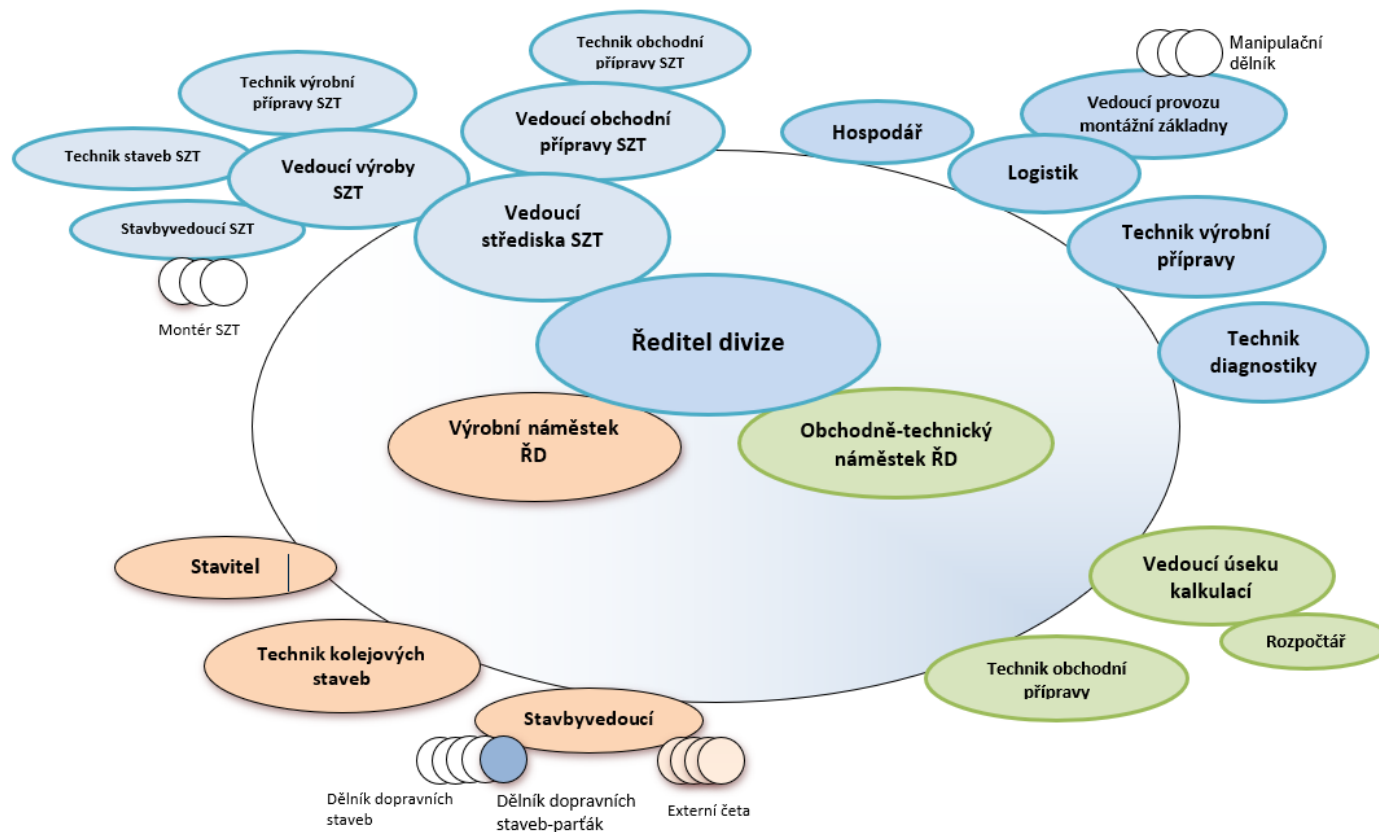 Technik obchodní
přípravy SZT
Manipulační
dělník
Technik výrobní
přípravy SZT
Vedoucí provozu
montážní základny
Vedoucí obchodní
přípravy SZT
Hospodář
Technik staveb SZT
Vedoucí výroby
SZT
Logistik
Stavbyvedoucí SZT
Vedoucí
střediska SZT
Technik výrobní
přípravy
Montér SZT
Ředitel divize
Technik
diagnostiky
Výrobní náměstek
ŘD
Obchodně-technický
náměstek ŘD
Stavitel
Vedoucí úseku
kalkulací
Rozpočtář
Technik kolejových
staveb
Technik obchodní
přípravy
Stavbyvedoucí
Dělník dopravních
staveb
Dělník dopravních
staveb-parťák
Externí četa